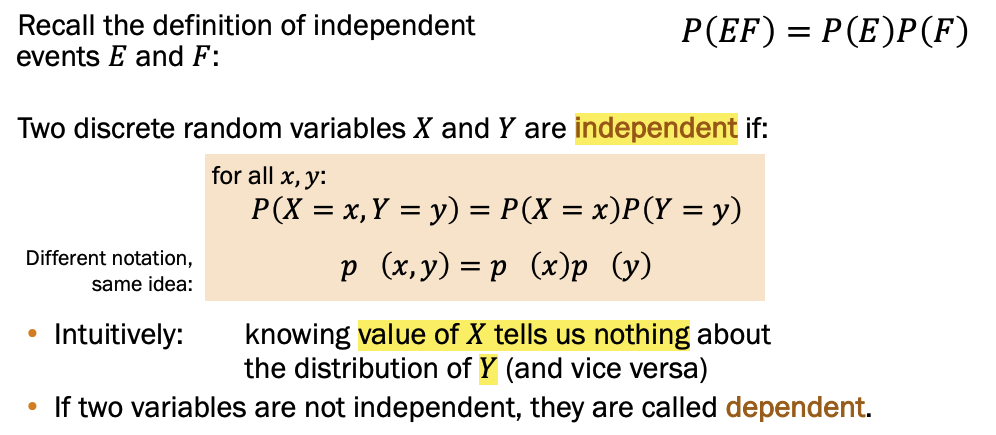 Recall the definition of independent
events E and F:
P(EF) = P(E)P(F)
Two discrete random variables X and Y are independent if:
for all x, y:
P(X = x, Y = y) = P(X = x)P(Y = y)
Different notation,
same idea:
p (x, y) = p (x)p (y)
• Intuitively: knowing value of X tells us nothing about
the distribution of Y (and vice versa)
• If two variables are not independent, they are called dependent.